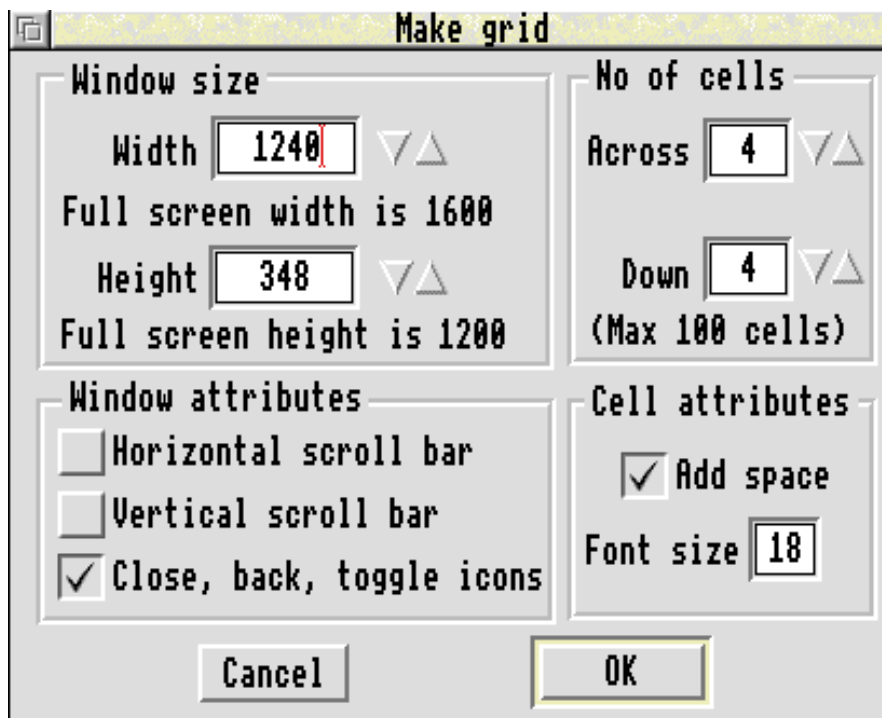 Make grid
Window size
Width 1240
Full screen width is 1600
Height 348
Full screen height is 1200
No of cells
Across 4
Down 4
(Max 100 cells)
Window attributes
Horizontal scroll bar
Vertical scroll bar
Close, back, toggle icons
Cell attributes
Add space
Font size 18
Cancel
OK